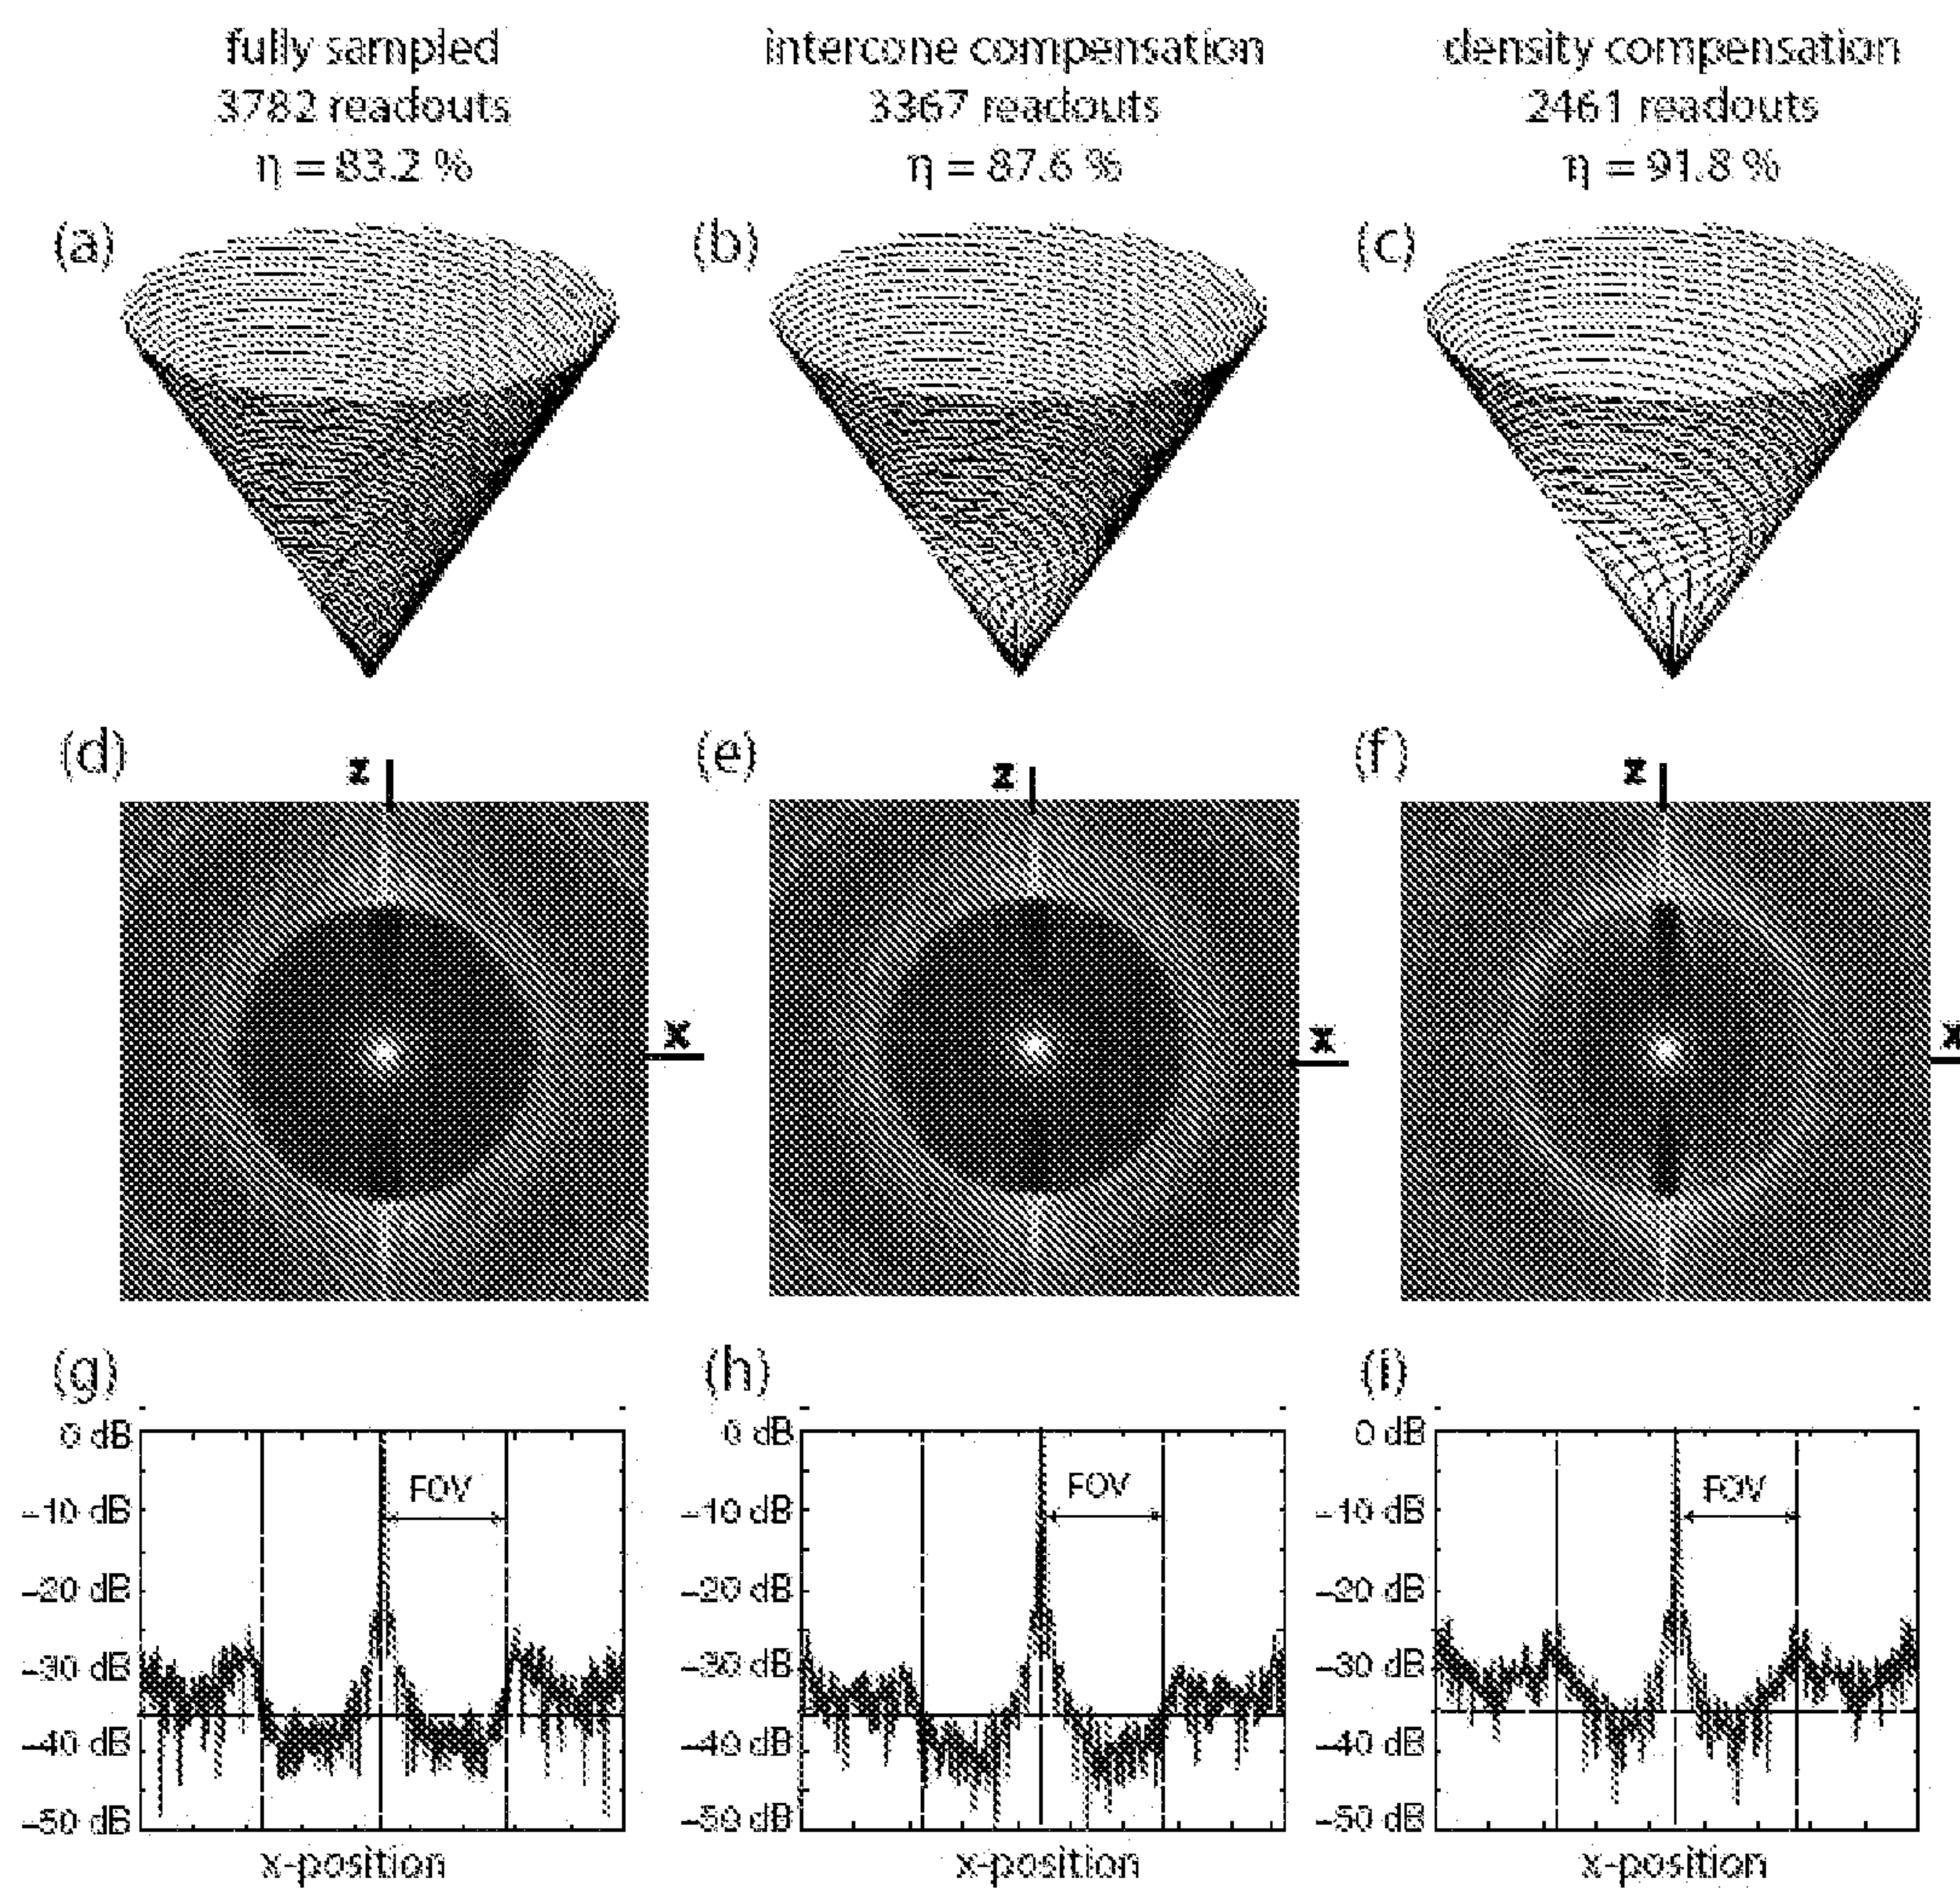 fully sampled
3782 readouts
η = 83.2 %
intercone compensation
3367 readouts
η = 87.6 %
density compensation
2461 readouts
η = 91.8 %
(a)
(b)
(c)
(d)
z
x
(e)
z
x
(f)
z
x
(g)
0 dB
-10 dB
-20 dB
-30 dB
-40 dB
-50 dB
FOV
x-position
(h)
0 dB
-10 dB
-20 dB
-30 dB
-40 dB
-50 dB
FOV
x-position
(i)
0 dB
-10 dB
-20 dB
-30 dB
-40 dB
-50 dB
FOV
x-position